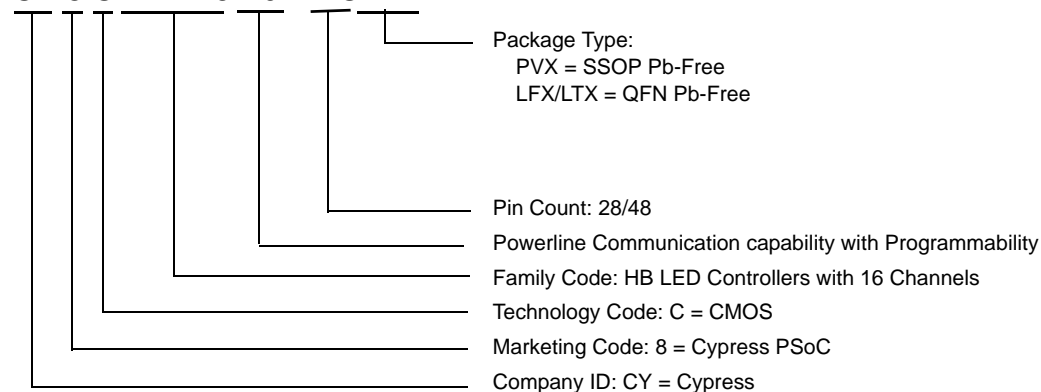 Package Type:
PVX = SSOP Pb-Free
LFX/LTX = QFN Pb-Free
Pin Count: 28/48
Powerline Communication capability with Programmability
Family Code: HB LED Controllers with 16 Channels
Technology Code: C = CMOS
Marketing Code: 8 = Cypress PSoC
Company ID: CY = Cypress